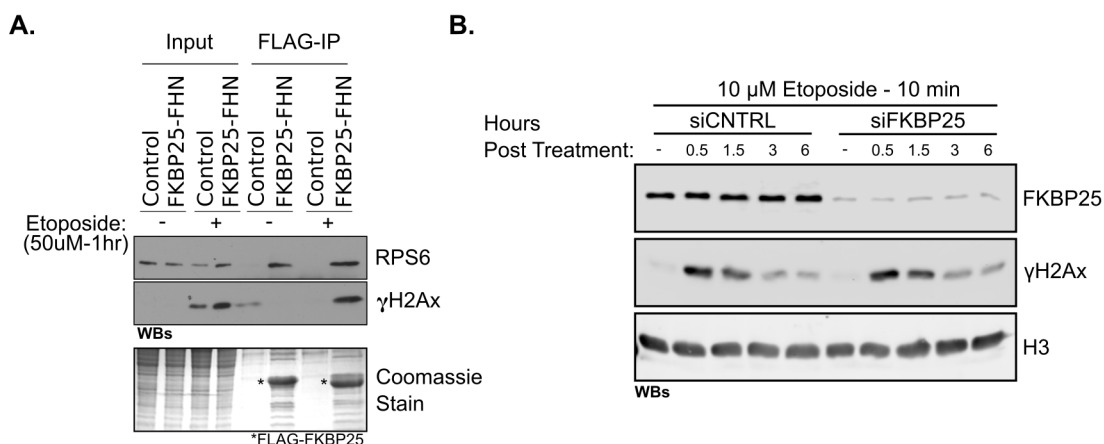 A.
Input
FLAG-IP
Control
FKBP25-FHN
Control
FKBP25-FHN
Control
FKBP25-FHN
Control
FKBP25-FHN
Etoposide: - + - +
(50uM-1hr)
RPS6
γH2Ax
WBs
Coomassie
Stain
*
*
*FLAG-FKBP25
B.
10 µM Etoposide - 10 min
Hours
siCNTRL siFKBP25
Post Treatment: - 0.5 1.5 3 6 - 0.5 1.5 3 6
FKBP25
γH2Ax
H3
WBs